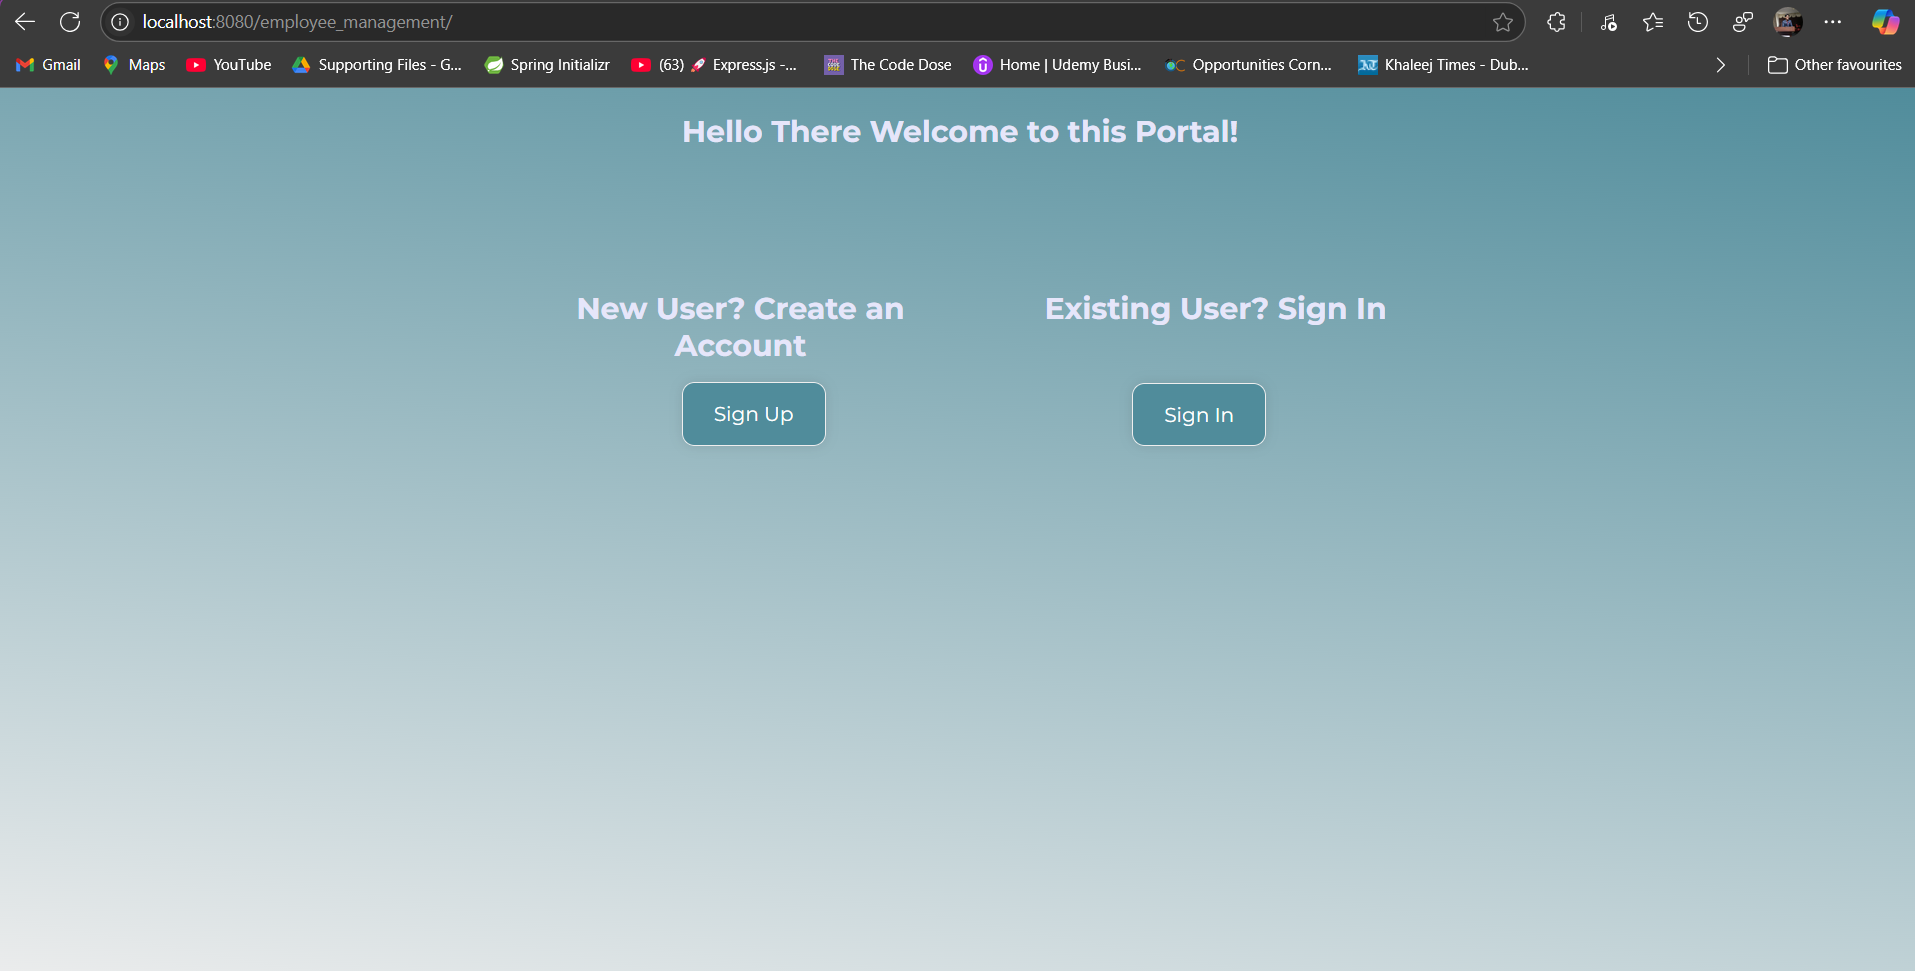 localhost:8080/employee_management/
Gmail Maps YouTube Supporting Files - G... Spring Initializr (63) 🚀 Express.js -... The Code Dose Home | Udemy Busi... Opportunities Corn... Khaleej Times - Dub... Other favourites
Hello There Welcome to this Portal!
New User? Create an
Account
Existing User? Sign In
Sign Up
Sign In